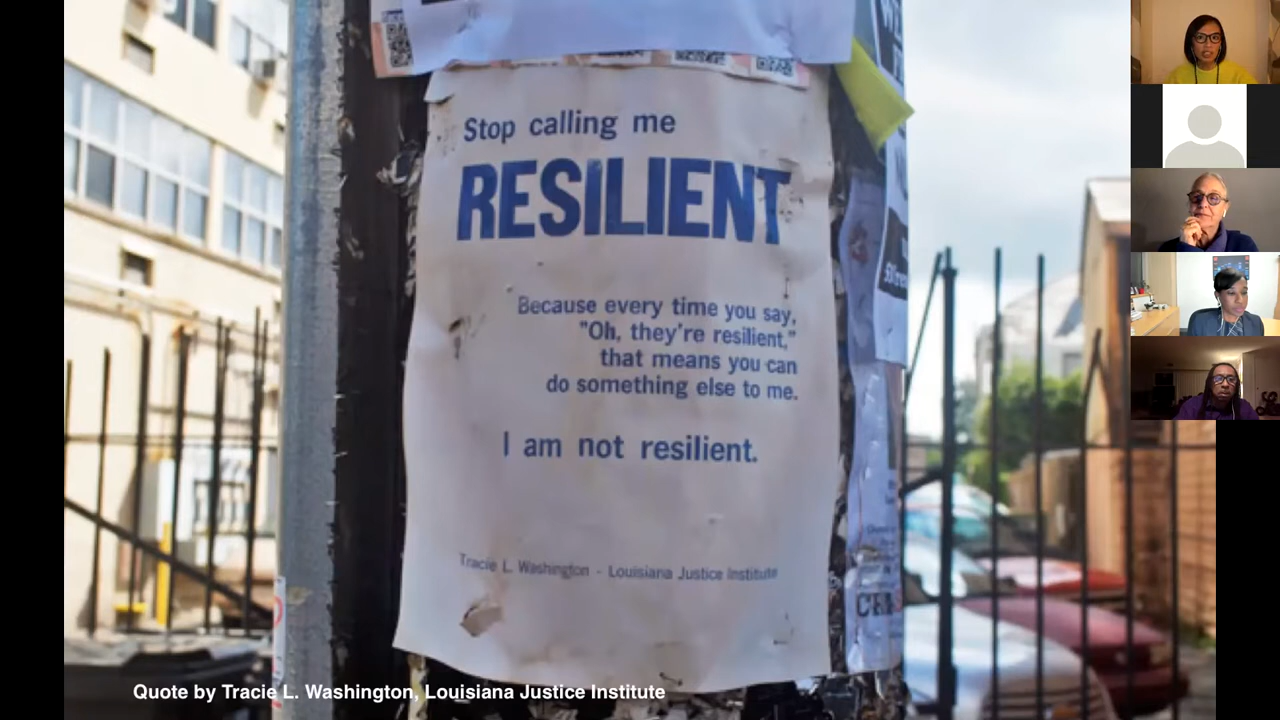 Stop calling me
RESILIENT
Because every time you say,
"Oh, they're resilient,"
that means you can
do something else to me.
I am not resilient.
Tracie L. Washington - Louisiana Justice Institute
Quote by Tracie L. Washington, Louisiana Justice Institute